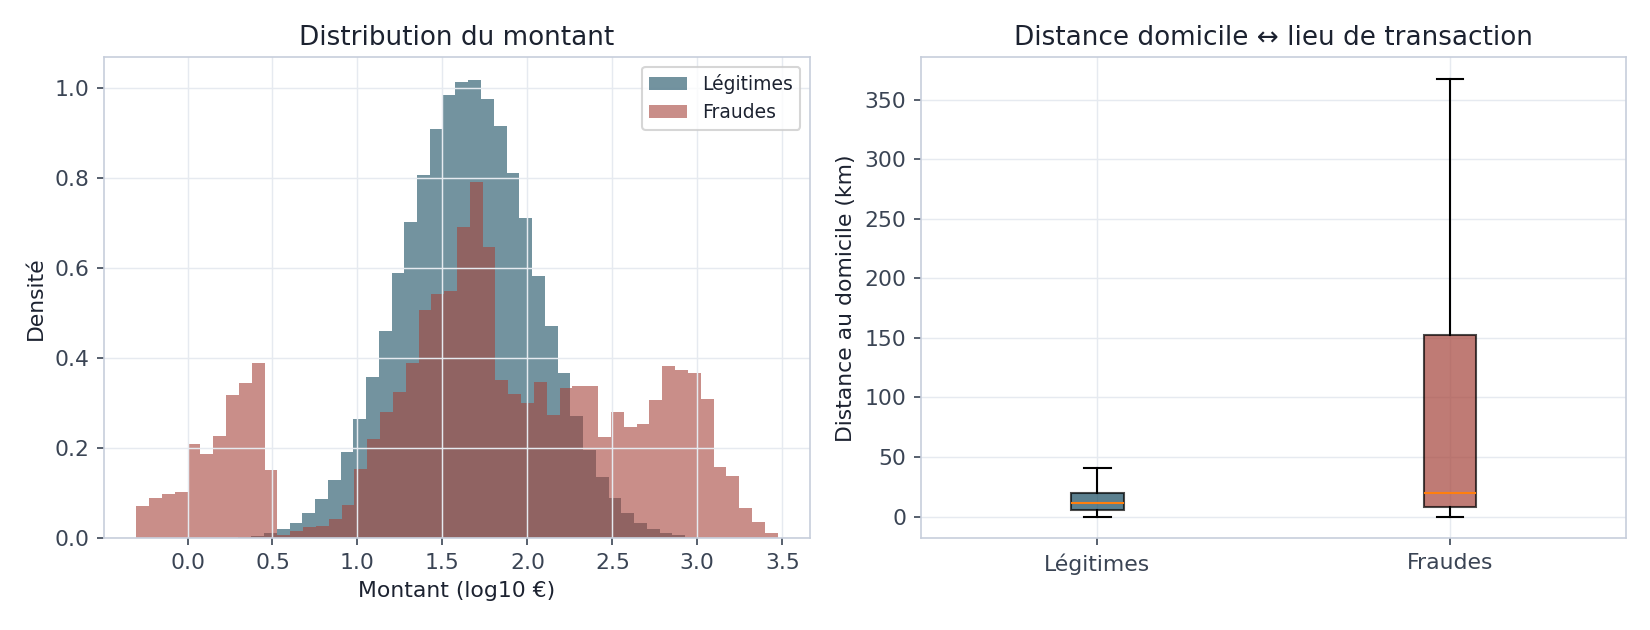 Distribution du montant
Densité
1.0
0.8
0.6
0.4
0.2
0.0
Légitimes
Fraudes
0.0 0.5 1.0 1.5 2.0 2.5 3.0 3.5
Montant (log10 €)
Distance domicile ↔ lieu de transaction
Distance au domicile (km)
350
300
250
200
150
100
50
0
Légitimes Fraudes